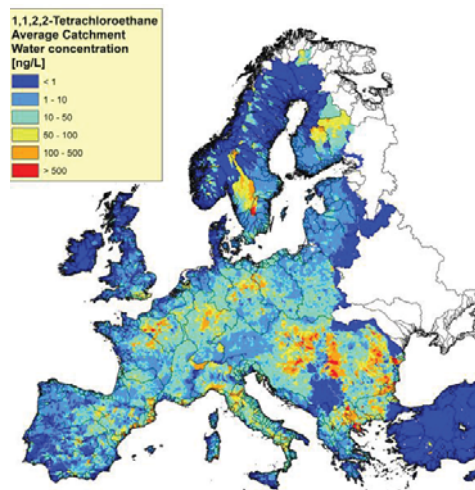 1,1,2,2-Tetrachloroethane
Average Catchment
Water concentration
[ng/L]
< 1
1 - 10
10 - 50
50 - 100
100 - 500
> 500